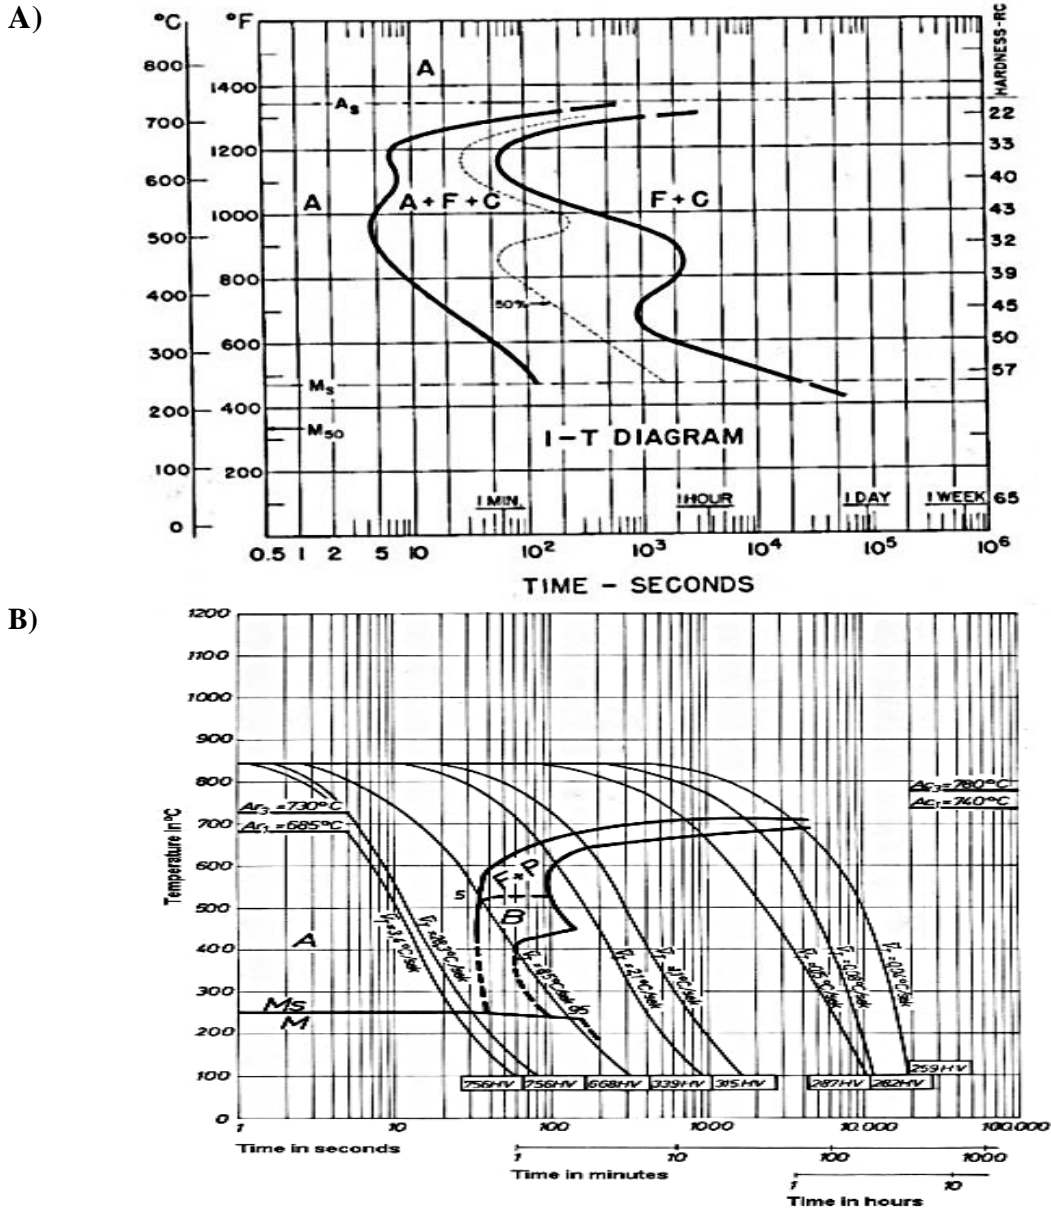 A)
°C °F
HARDNESS-RC
A
800
1400
As
700
22
1200
33
600
40
A
A + F + C
F + C
1000
43
500
32
800
39
400
50%
45
600
50
300
57
Ms
200
400
M50
I-T DIAGRAM
100
200
1 MIN.
1 HOUR
1 DAY
1 WEEK
65
0
0.5 1 2 5 10 10² 10³ 10⁴ 10⁵ 10⁶
TIME – SECONDS
B)
1200
1100
1000
900
800
Ac₃=780°C
Ac₁=740°C
Ar₃=730°C
Ar₁=685°C
700
Temperature in °C
600
F+P
5
500
B
A
400
300
Ms
M
200
100
756HV 756HV 668HV 339HV 315HV 287HV 282HV 259HV
0
1 10 100 1000 10.000 100.000
Time in seconds
1 10 100 1000
Time in minutes
1 10
Time in hours